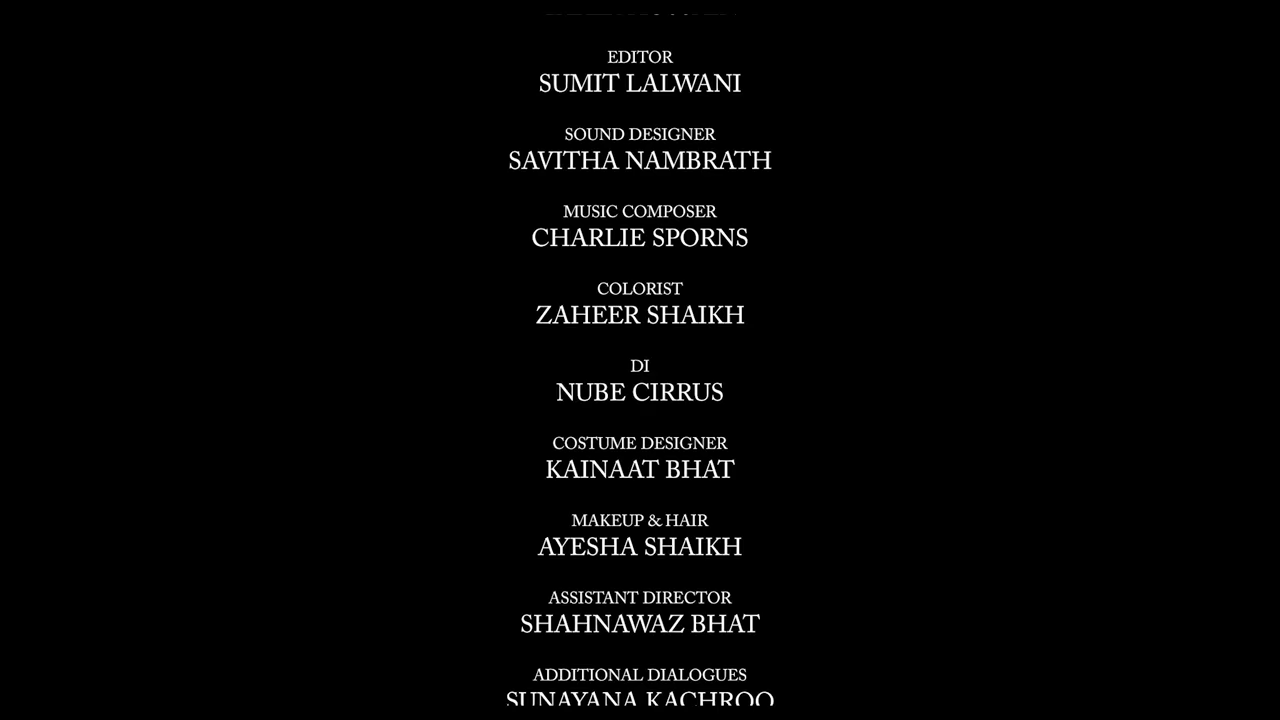 EDITOR
SUMIT LALWANI
SOUND DESIGNER
SAVITHA NAMBRATH
MUSIC COMPOSER
CHARLIE SPORNS
COLORIST
ZAHEER SHAIKH
DI
NUBE CIRRUS
COSTUME DESIGNER
KAINAAT BHAT
MAKEUP & HAIR
AYESHA SHAIKH
ASSISTANT DIRECTOR
SHAHNAWAZ BHAT
ADDITIONAL DIALOGUES
SUNAYANA KACHROO